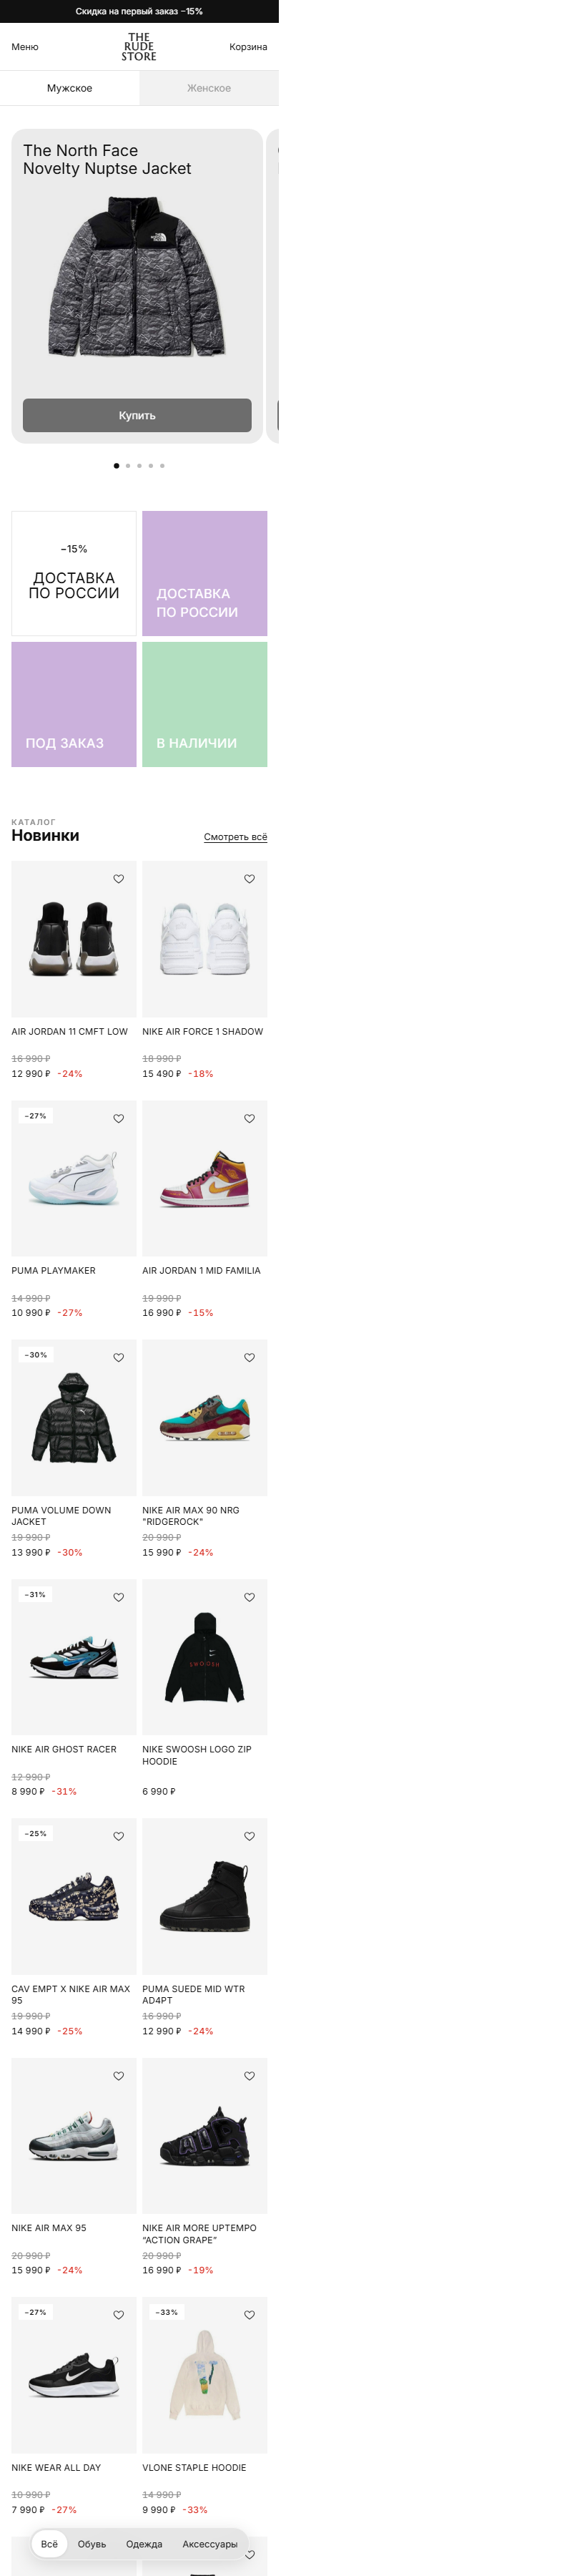 Скидка на первый заказ −15%
Меню
THE
RUDE
STORE
Корзина
Мужское
Женское
The North Face
Novelty Nuptse Jacket
Купить
−15%
ДОСТАВКА
ПО РОССИИ
ДОСТАВКА
ПО РОССИИ
ПОД ЗАКАЗ
В НАЛИЧИИ
КАТАЛОГ
Новинки
Смотреть всё
AIR JORDAN 11 CMFT LOW
16 990 ₽
12 990 ₽ -24%
NIKE AIR FORCE 1 SHADOW
18 990 ₽
15 490 ₽ -18%
−27%
PUMA PLAYMAKER
14 990 ₽
10 990 ₽ -27%
AIR JORDAN 1 MID FAMILIA
19 990 ₽
16 990 ₽ -15%
−30%
PUMA VOLUME DOWN
JACKET
19 990 ₽
13 990 ₽ -30%
NIKE AIR MAX 90 NRG
"RIDGEROCK"
20 990 ₽
15 990 ₽ -24%
−31%
NIKE AIR GHOST RACER
12 990 ₽
8 990 ₽ -31%
SWOOSH
NIKE SWOOSH LOGO ZIP
HOODIE
6 990 ₽
−25%
CAV EMPT X NIKE AIR MAX
95
19 990 ₽
14 990 ₽ -25%
PUMA SUEDE MID WTR
AD4PT
16 990 ₽
12 990 ₽ -24%
NIKE AIR MAX 95
20 990 ₽
15 990 ₽ -24%
NIKE AIR MORE UPTEMPO
"ACTION GRAPE"
20 990 ₽
16 990 ₽ -19%
−27%
NIKE WEAR ALL DAY
10 990 ₽
7 990 ₽ -27%
−33%
VLONE STAPLE HOODIE
14 990 ₽
9 990 ₽ -33%
Всё
Обувь
Одежда
Аксессуары